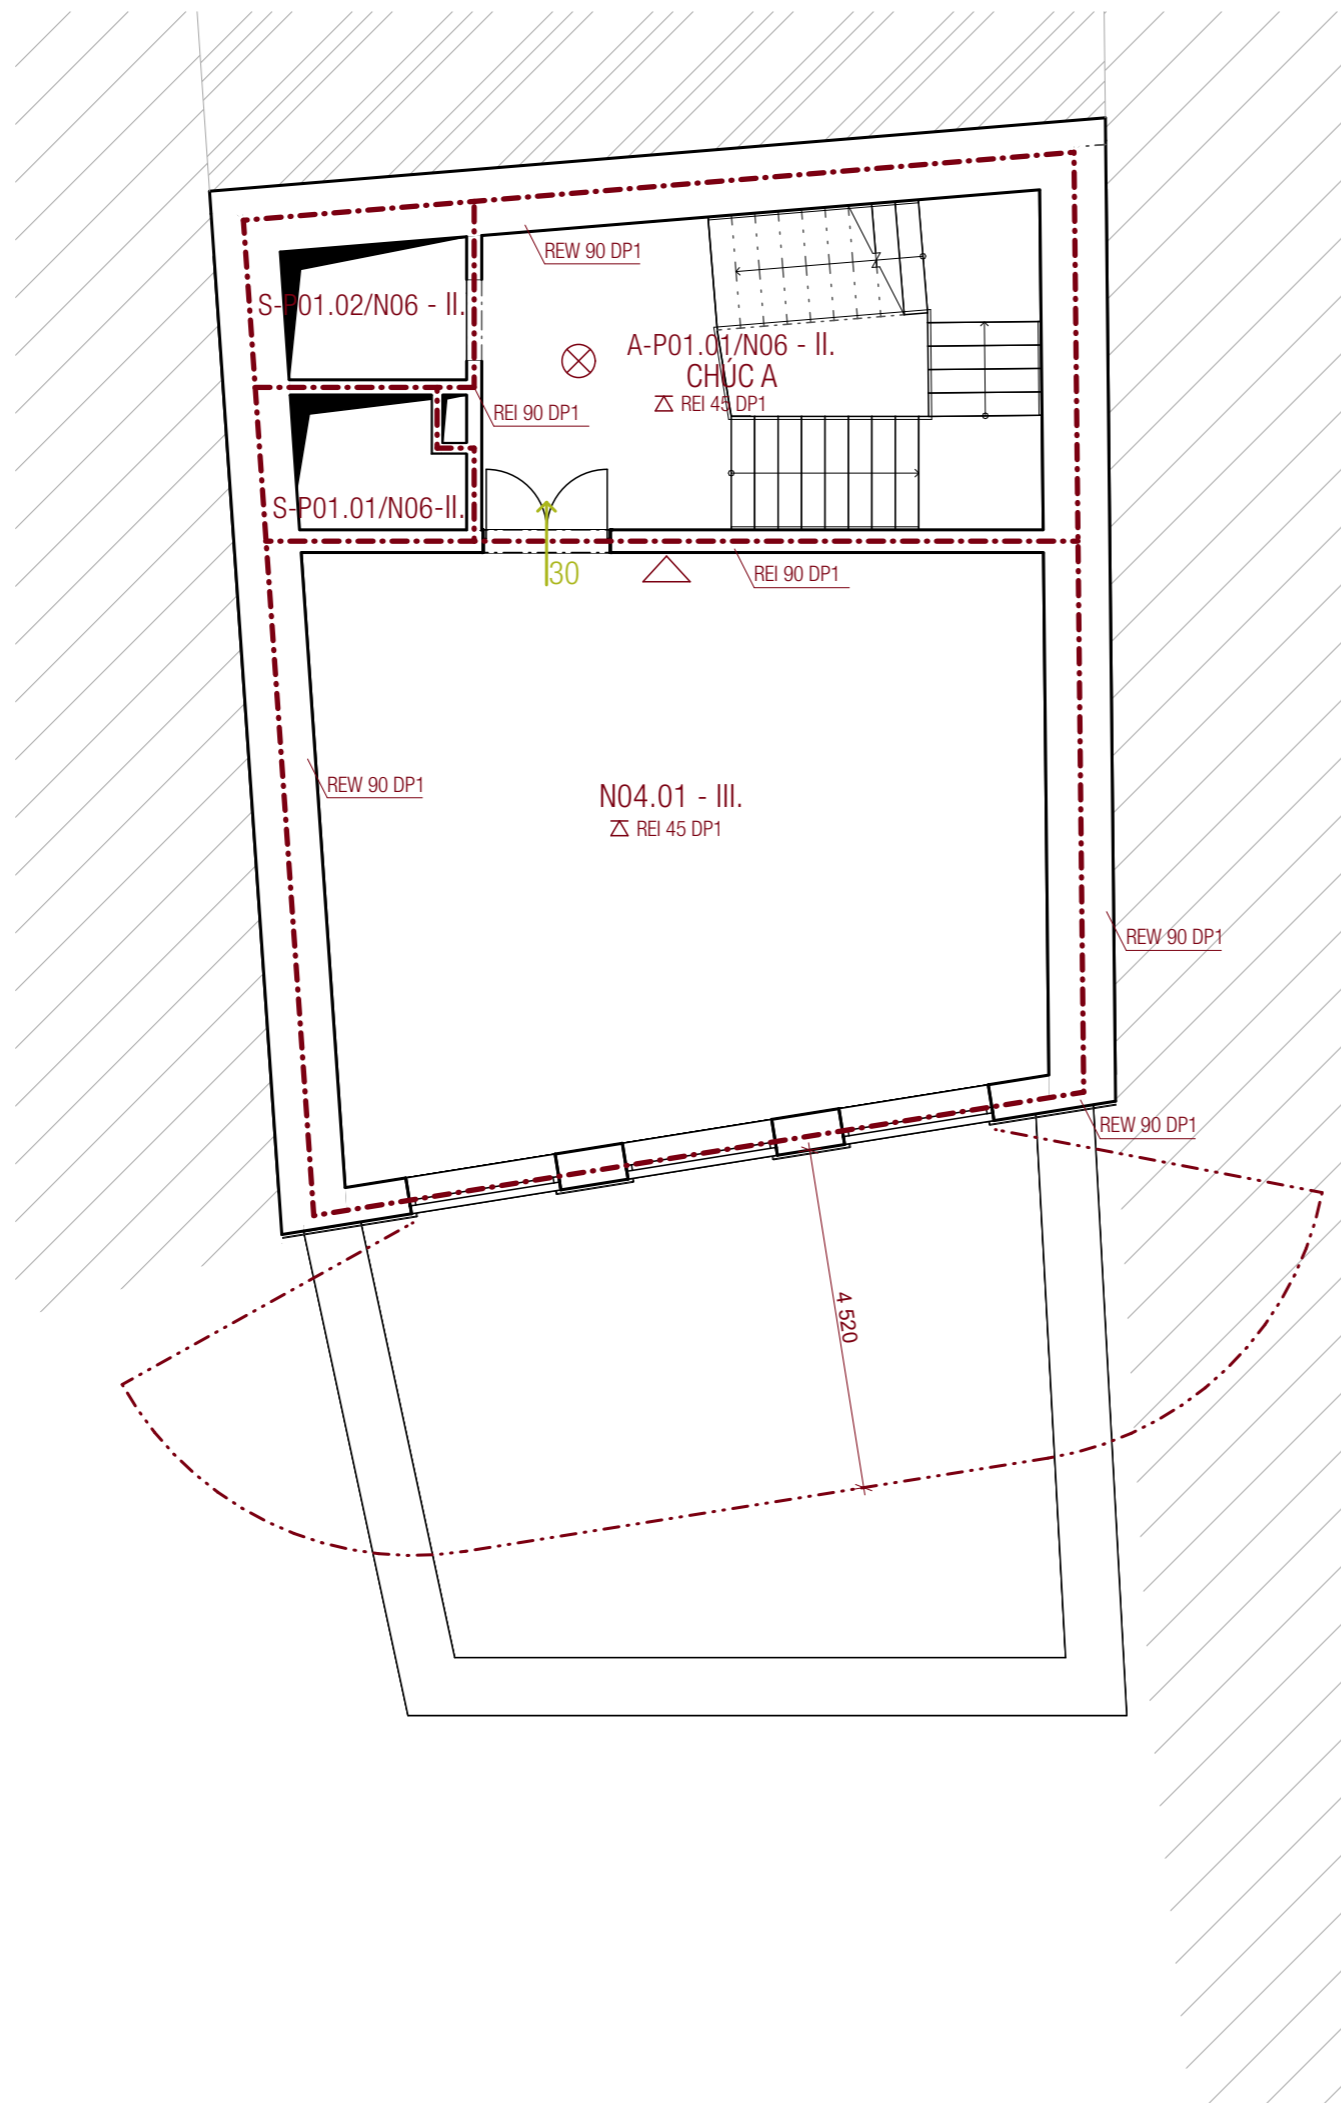 REW 90 DP1
S-P01.02/N06 - II.
A-P01.01/N06 - II.
CHÚC A
REI 45 DP1
REI 90 DP1
S-P01.01/N06-II.
30
REI 90 DP1
REW 90 DP1
N04.01 - III.
REI 45 DP1
REW 90 DP1
REW 90 DP1
4 520